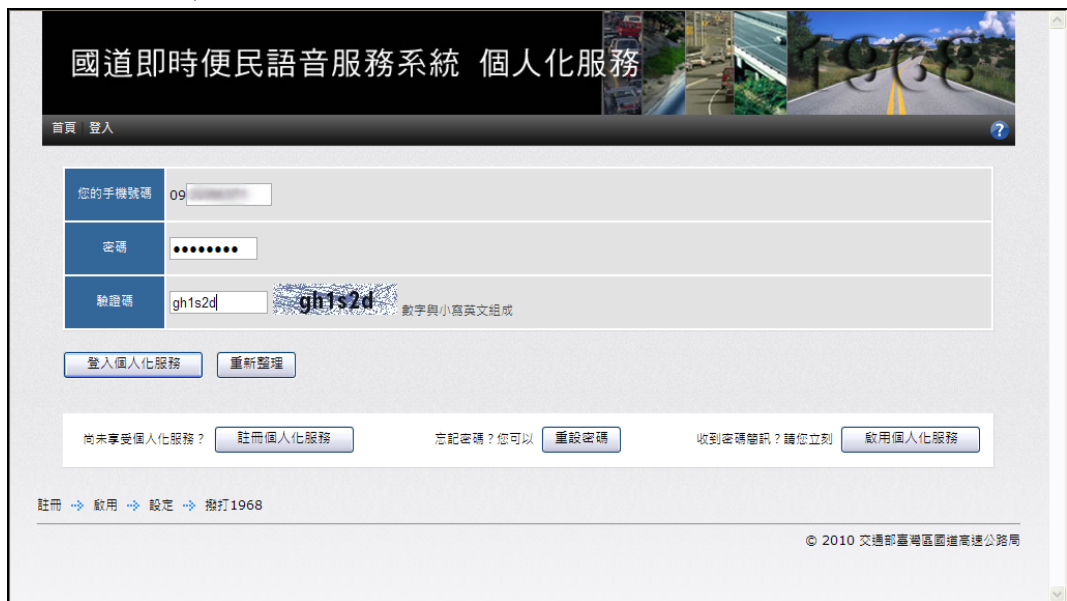 國道即時便民語音服務系統 個人化服務
1968
首頁 登入
?
您的手機號碼 09
密碼 ••••••••
驗證碼 gh1s2d gh1s2d 數字與小寫英文組成
登入個人化服務 重新整理
尚未享受個人化服務？ 註冊個人化服務 忘記密碼？您可以 重設密碼 收到密碼簡訊？請您立刻 啟用個人化服務
註冊 ⇢ 啟用 ⇢ 設定 ⇢ 撥打1968
© 2010 交通部臺灣區國道高速公路局